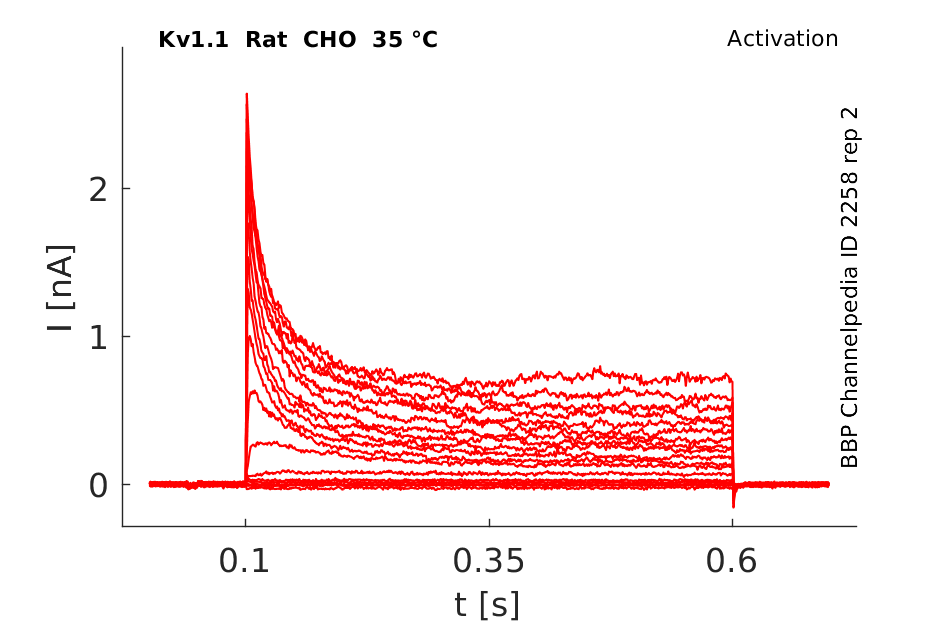 Kv1.1 Rat CHO 35 °C
Activation
BBP Channelpedia ID 2258 rep 2
I [nA]
2
1
0
0.1
0.35
0.6
t [s]